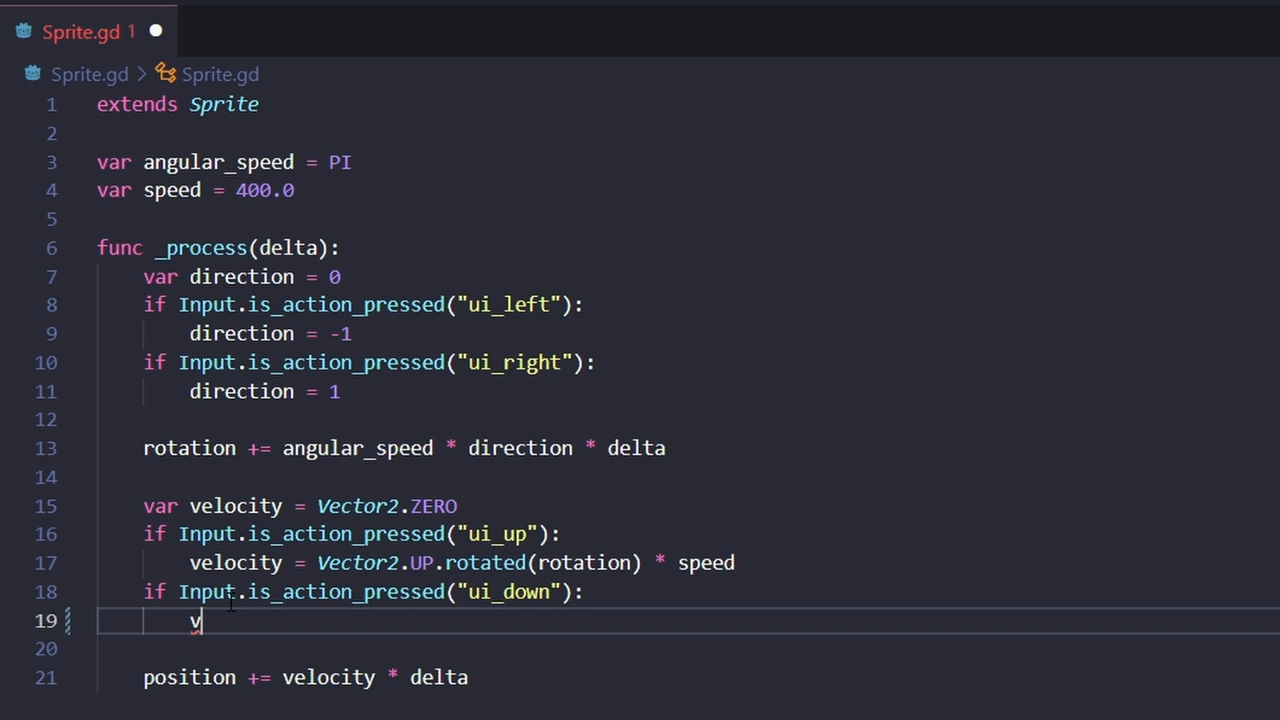 Sprite.gd 1
Sprite.gd > Sprite.gd
1 extends Sprite
2
3 var angular_speed = PI
4 var speed = 400.0
5
6 func _process(delta):
7 var direction = 0
8 if Input.is_action_pressed("ui_left"):
9 direction = -1
10 if Input.is_action_pressed("ui_right"):
11 direction = 1
12
13 rotation += angular_speed * direction * delta
14
15 var velocity = Vector2.ZERO
16 if Input.is_action_pressed("ui_up"):
17 velocity = Vector2.UP.rotated(rotation) * speed
18 if Input.is_action_pressed("ui_down"):
19 v
20
21 position += velocity * delta